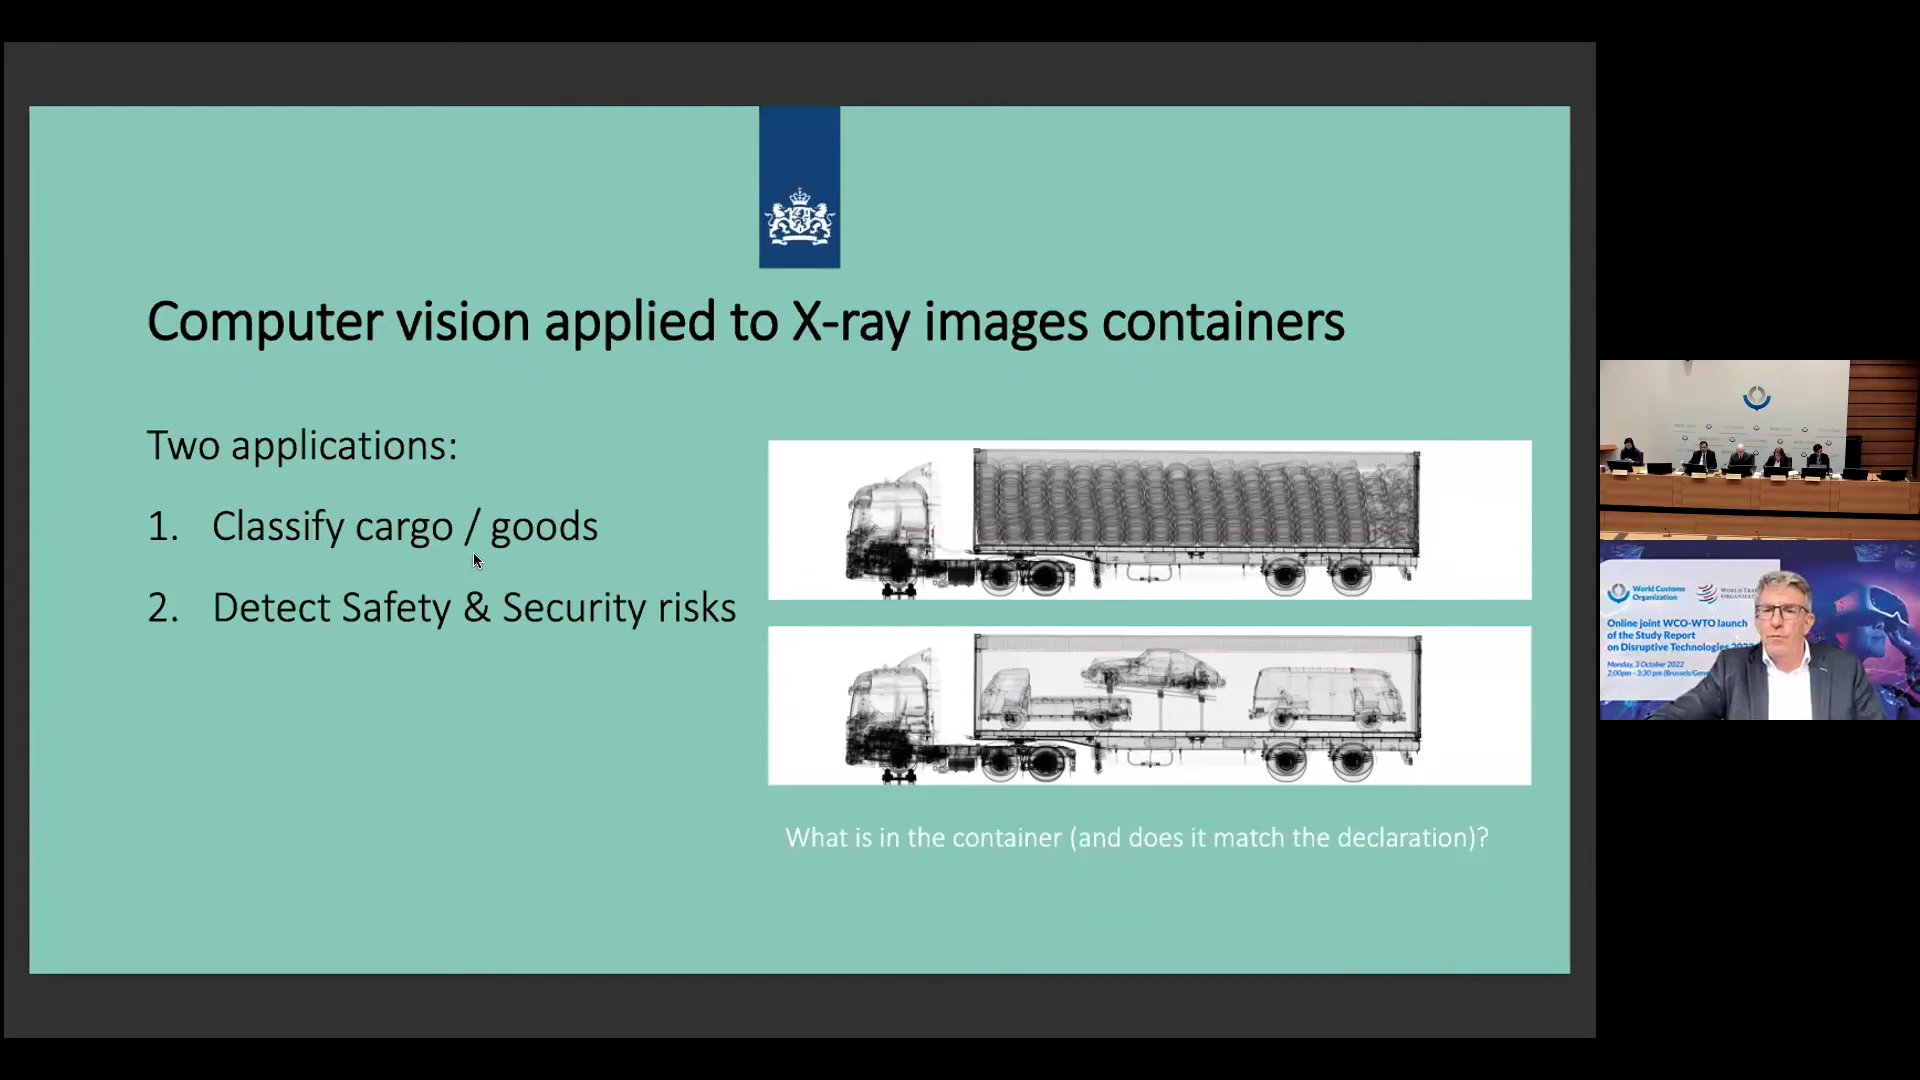 Computer vision applied to X-ray images containers
Two applications:
1. Classify cargo / goods
2. Detect Safety & Security risks
What is in the container (and does it match the declaration)?
World Customs
Organization
WORLD
Online joint WCO-WTO launch
of the Study Report
on Disruptive Technologies
Monday, 3 October 2022
2:00pm - 3:30 pm